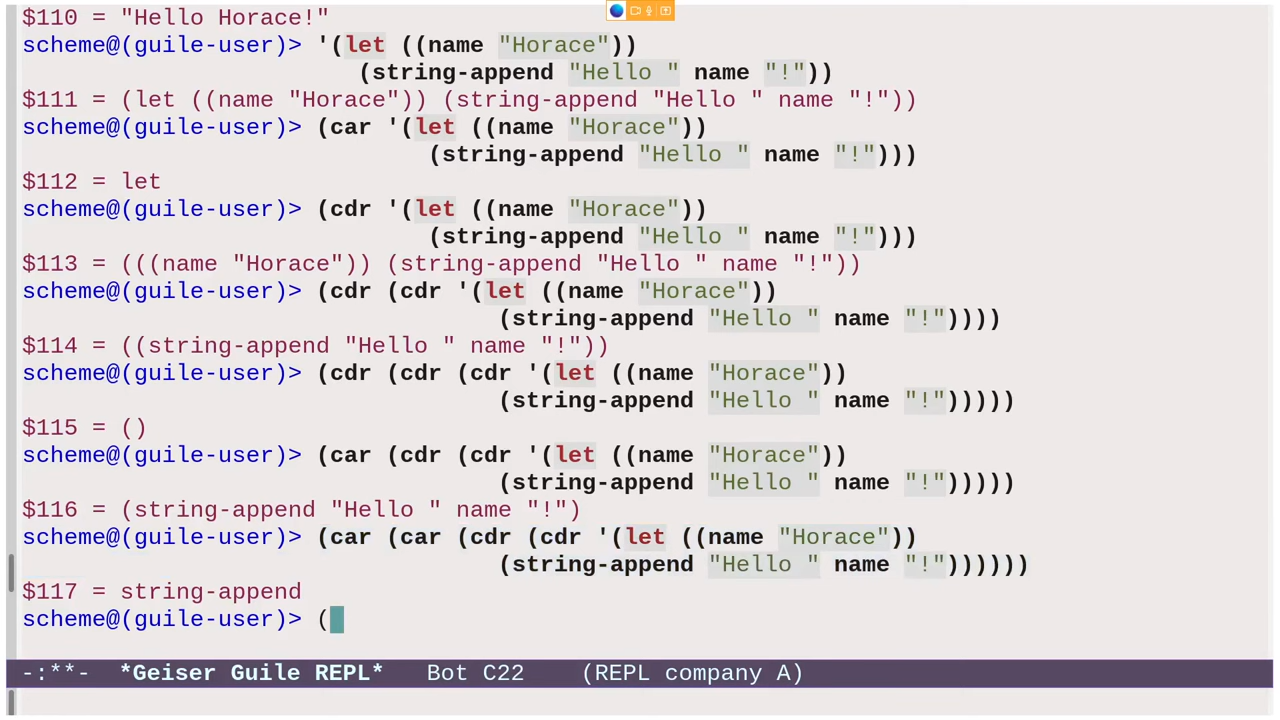 $110 = "Hello Horace!"
scheme@(guile-user)> '(let ((name "Horace"))
(string-append "Hello " name "!"))
$111 = (let ((name "Horace")) (string-append "Hello " name "!"))
scheme@(guile-user)> (car '(let ((name "Horace"))
(string-append "Hello " name "!")))
$112 = let
scheme@(guile-user)> (cdr '(let ((name "Horace"))
(string-append "Hello " name "!")))
$113 = (((name "Horace")) (string-append "Hello " name "!"))
scheme@(guile-user)> (cdr (cdr '(let ((name "Horace"))
(string-append "Hello " name "!"))))
$114 = ((string-append "Hello " name "!"))
scheme@(guile-user)> (cdr (cdr (cdr '(let ((name "Horace"))
(string-append "Hello " name "!")))))
$115 = ()
scheme@(guile-user)> (car (cdr (cdr '(let ((name "Horace"))
(string-append "Hello " name "!")))))
$116 = (string-append "Hello " name "!")
scheme@(guile-user)> (car (car (cdr (cdr '(let ((name "Horace"))
(string-append "Hello " name "!"))))))
$117 = string-append
scheme@(guile-user)> (
-:**-  *Geiser Guile REPL*   Bot C22    (REPL company A)